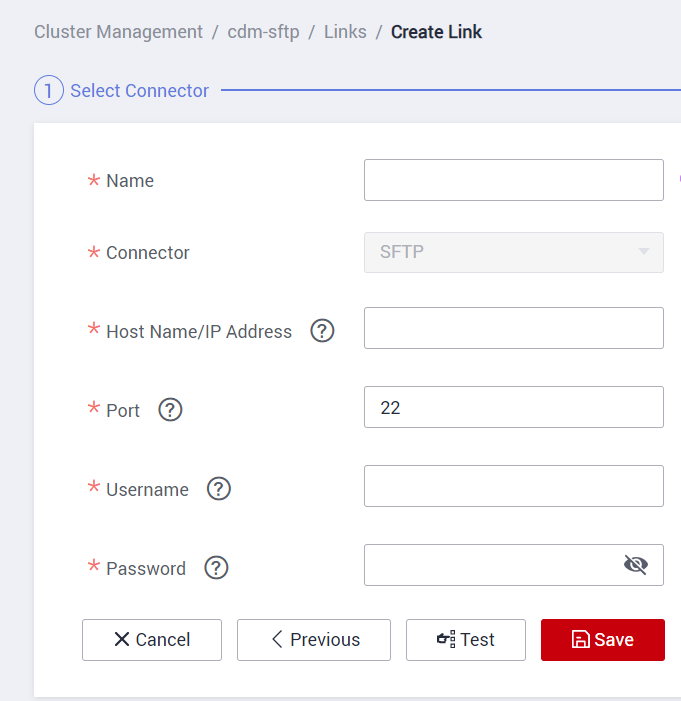 Cluster Management / cdm-sftp / Links / Create Link
1 Select Connector
* Name
* Connector SFTP
* Host Name/IP Address ?
* Port ? 22
* Username ?
* Password ?
Cancel Previous Test Save